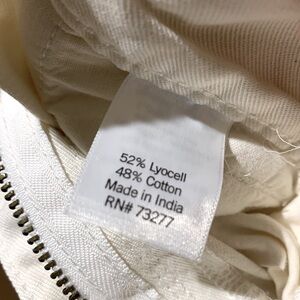 52% Lyocell
48% Cotton
Made in India
RN# 73277